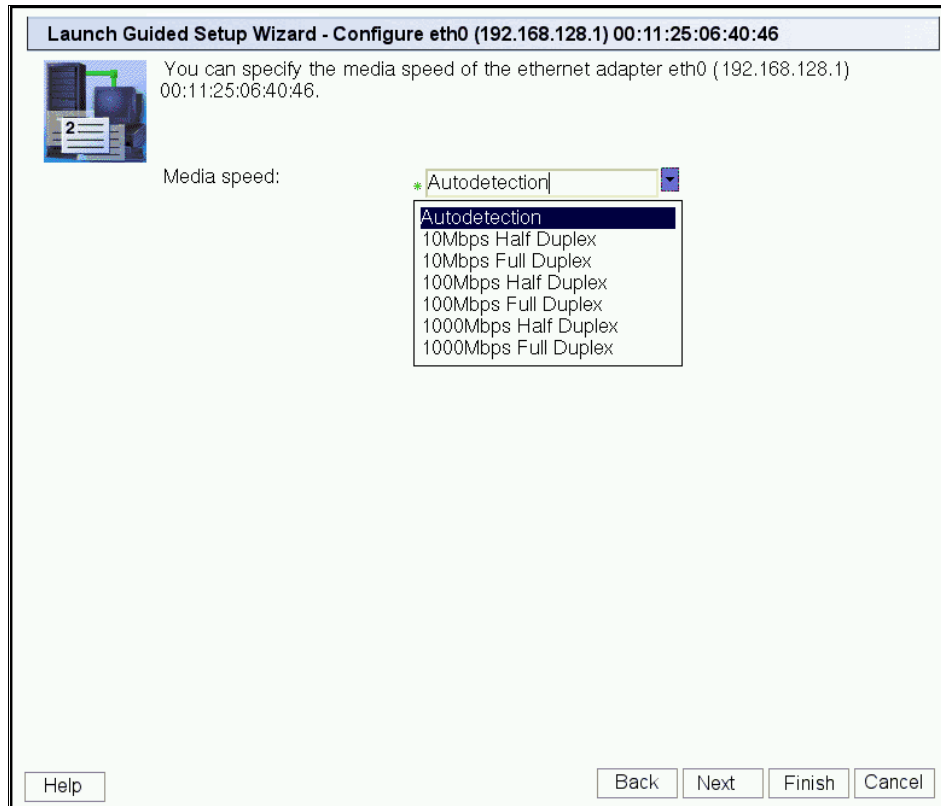 Launch Guided Setup Wizard - Configure eth0 (192.168.128.1) 00:11:25:06:40:46
You can specify the media speed of the ethernet adapter eth0 (192.168.128.1)
00:11:25:06:40:46.
2
Media speed:
* Autodetection
Autodetection
10Mbps Half Duplex
10Mbps Full Duplex
100Mbps Half Duplex
100Mbps Full Duplex
1000Mbps Half Duplex
1000Mbps Full Duplex
Help Back Next Finish Cancel